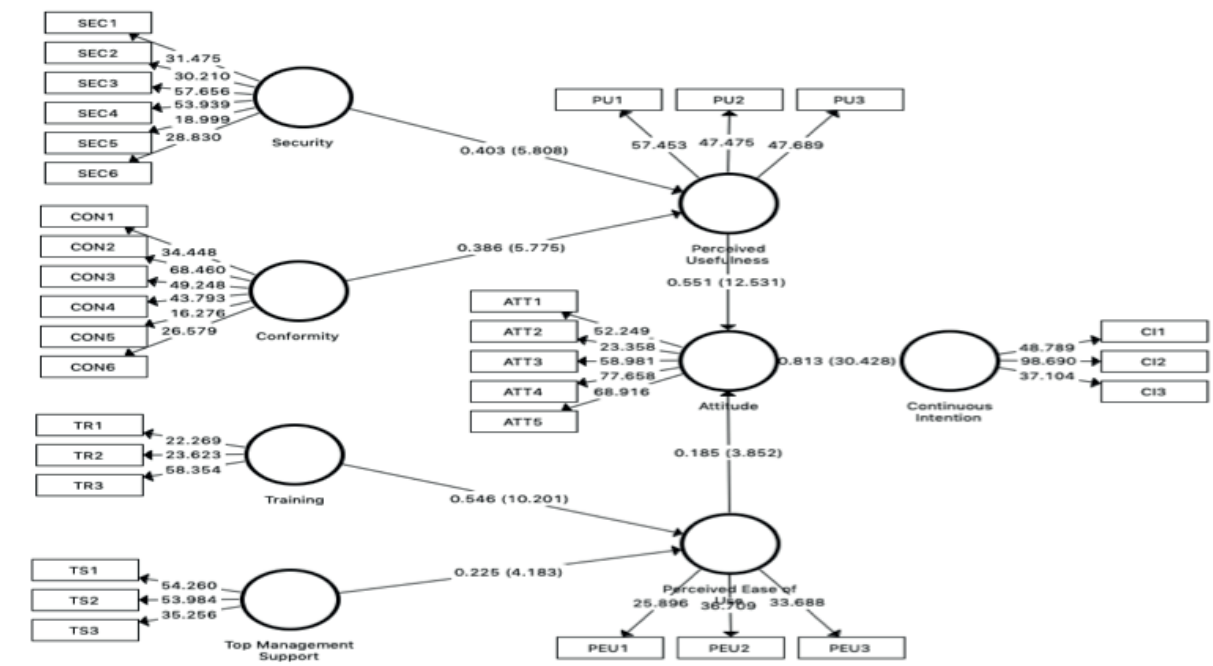 SEC1
SEC2
SEC3
SEC4
SEC5
SEC6
31.475
30.210
57.656
53.939
18.999
28.830
Security
0.403 (5.808)
PU1
PU2
PU3
57.453
47.475
47.689
Perceived
Usefulness
CON1
CON2
CON3
CON4
CON5
CON6
34.448
68.460
49.248
43.793
16.276
26.579
Conformity
0.386 (5.775)
0.551 (12.531)
ATT1
ATT2
ATT3
ATT4
ATT5
52.249
23.358
58.981
77.658
68.916
Attitude
0.813 (30.428)
Continuous
Intention
48.789
98.690
37.104
CI1
CI2
CI3
TR1
TR2
TR3
22.269
23.623
58.354
Training
0.546 (10.201)
0.185 (3.852)
TS1
TS2
TS3
54.260
53.984
35.256
Top Management
Support
0.225 (4.183)
Perceived Ease of
Use
25.896
36.709
33.688
PEU1
PEU2
PEU3